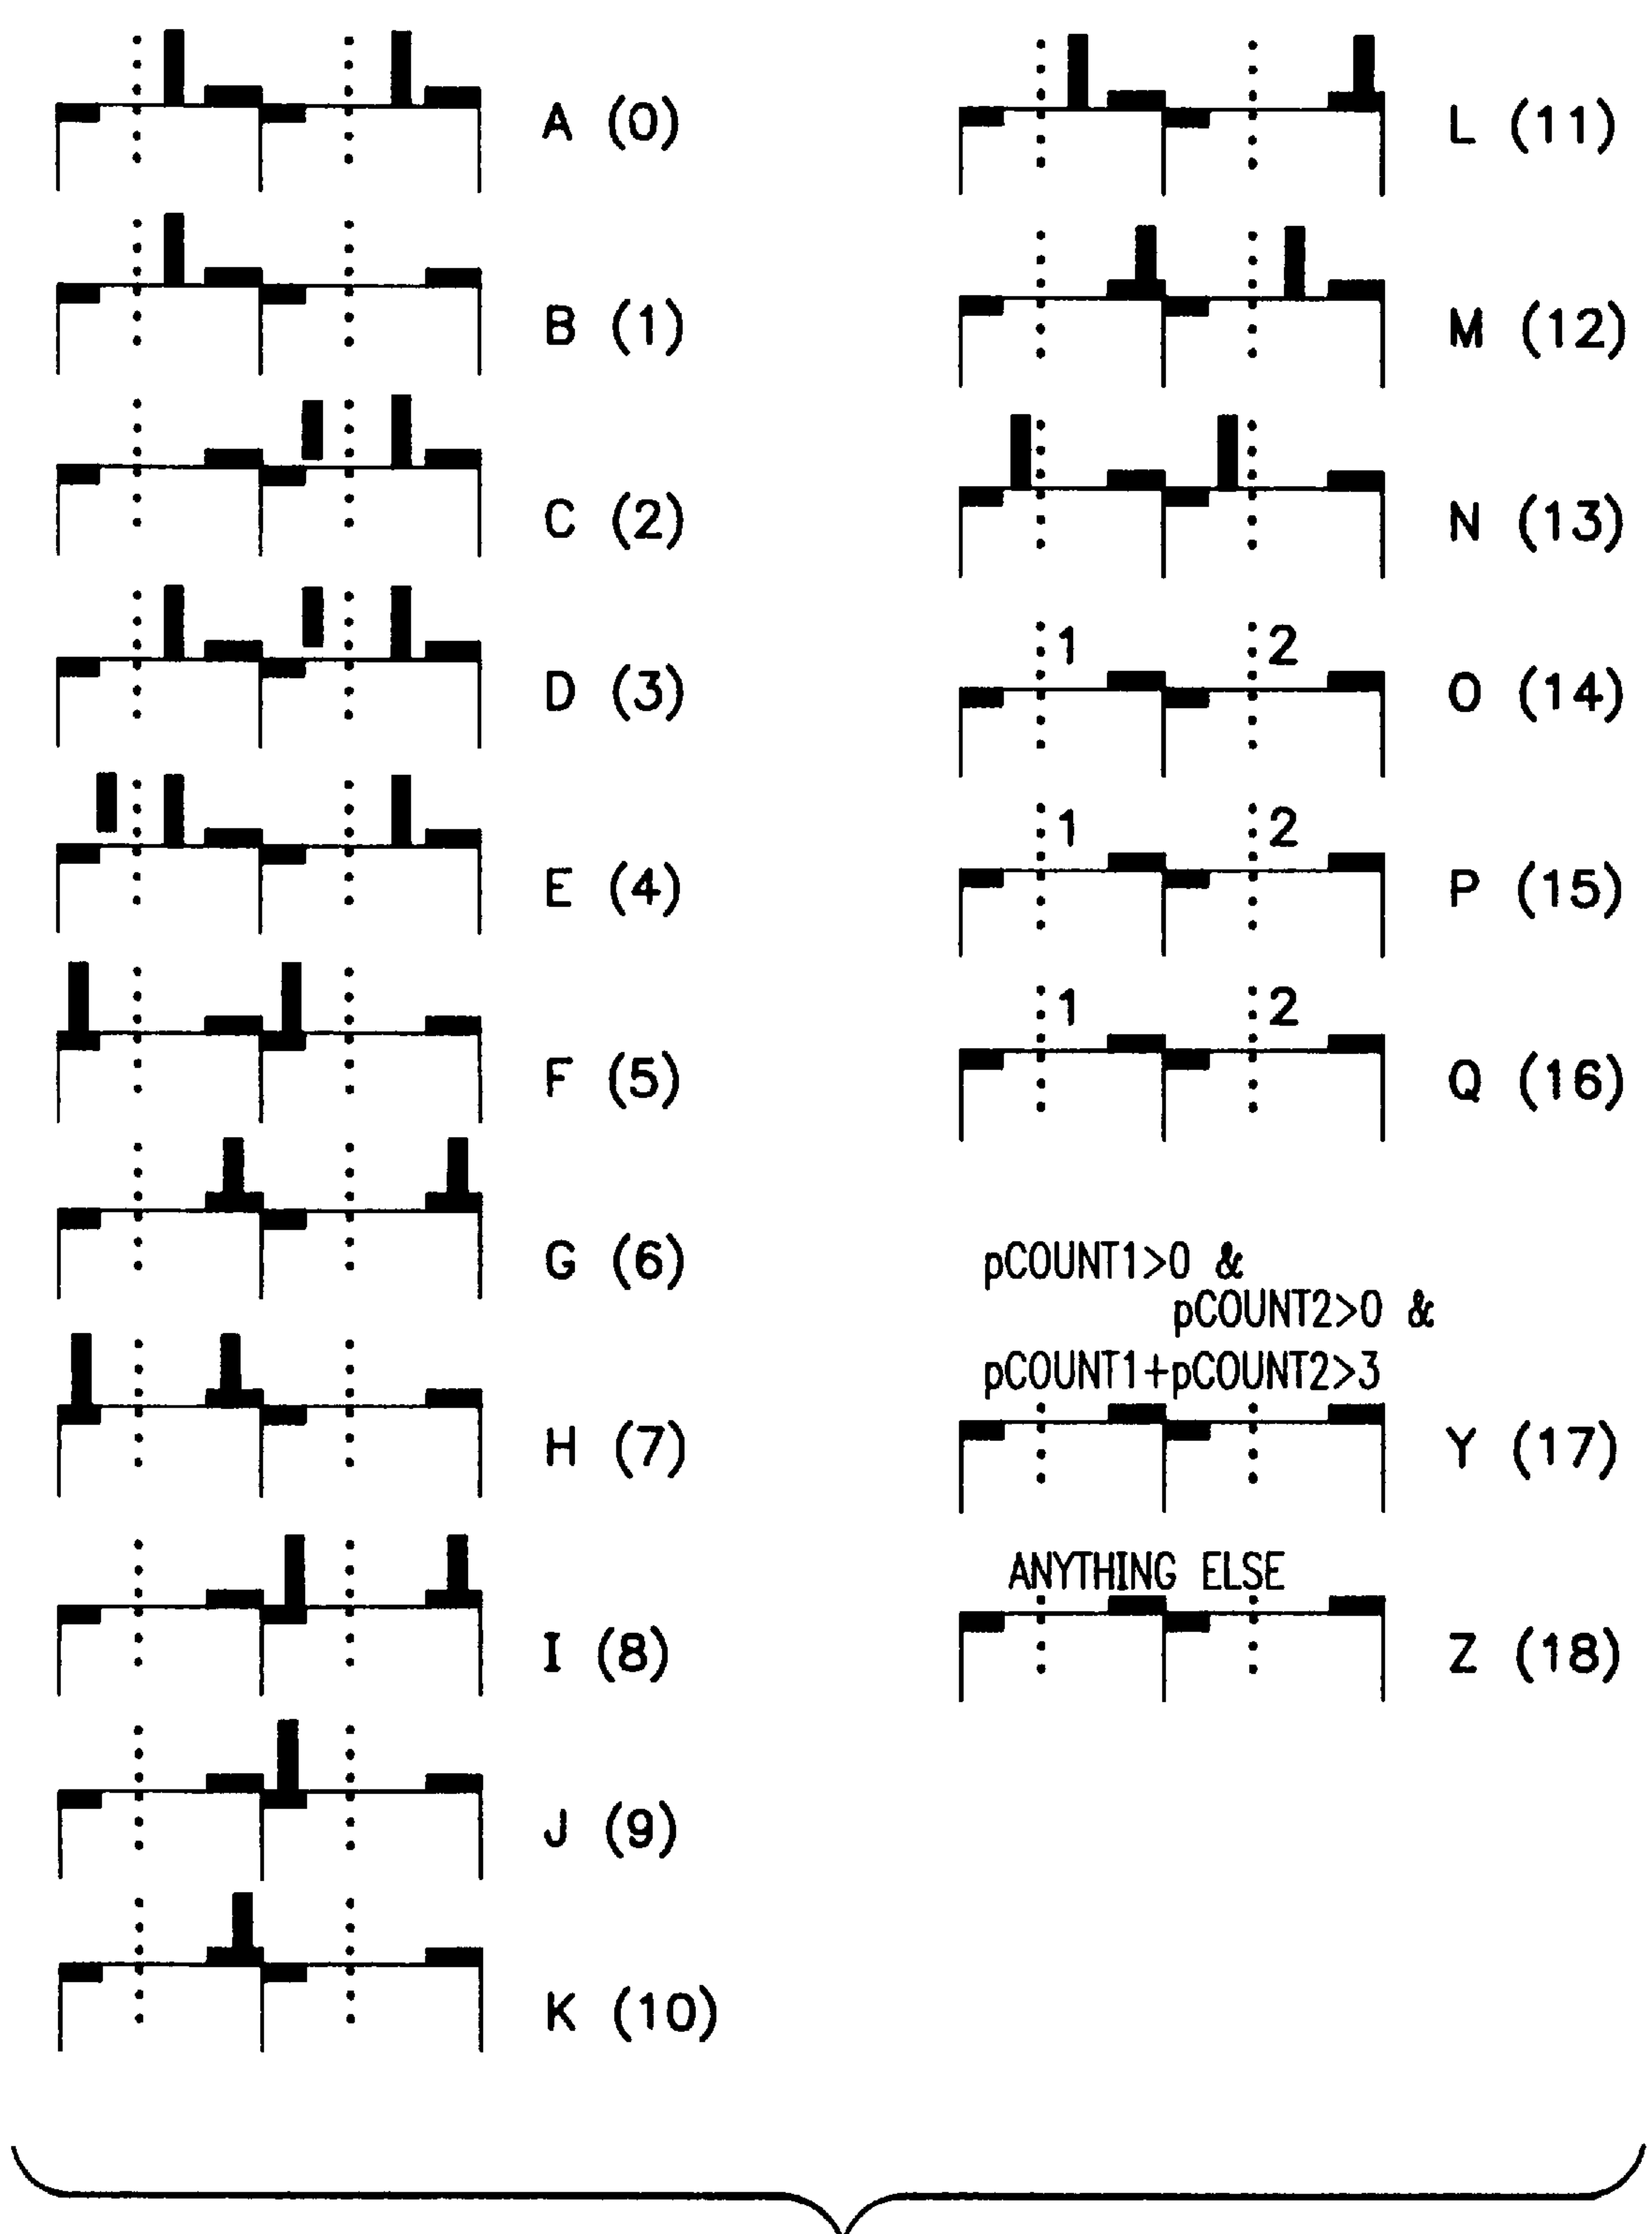 A (0)
B (1)
C (2)
D (3)
E (4)
F (5)
G (6)
H (7)
I (8)
J (9)
K (10)
L (11)
M (12)
N (13)
1 2
O (14)
1 2
P (15)
1 2
Q (16)
pCOUNT1>0 &
pCOUNT2>0 &
pCOUNT1+pCOUNT2>3
Y (17)
ANYTHING ELSE
Z (18)